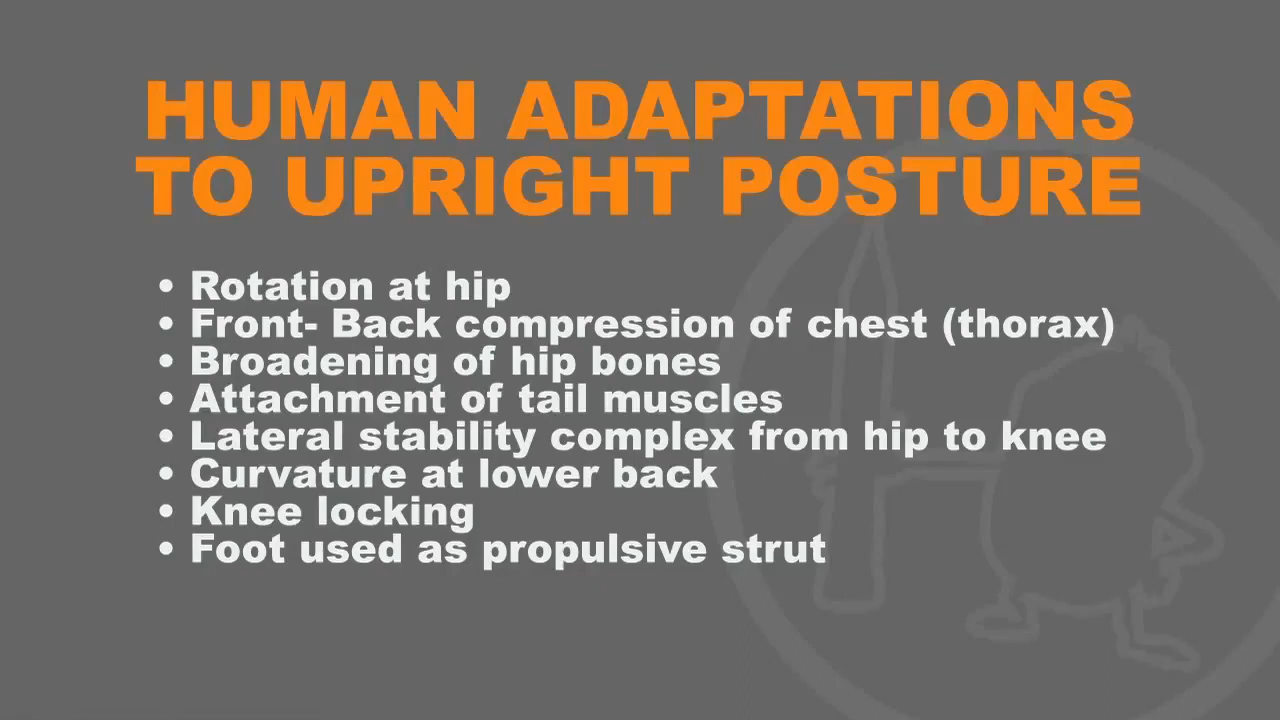 HUMAN ADAPTATIONS
TO UPRIGHT POSTURE
• Rotation at hip
• Front- Back compression of chest (thorax)
• Broadening of hip bones
• Attachment of tail muscles
• Lateral stability complex from hip to knee
• Curvature at lower back
• Knee locking
• Foot used as propulsive strut